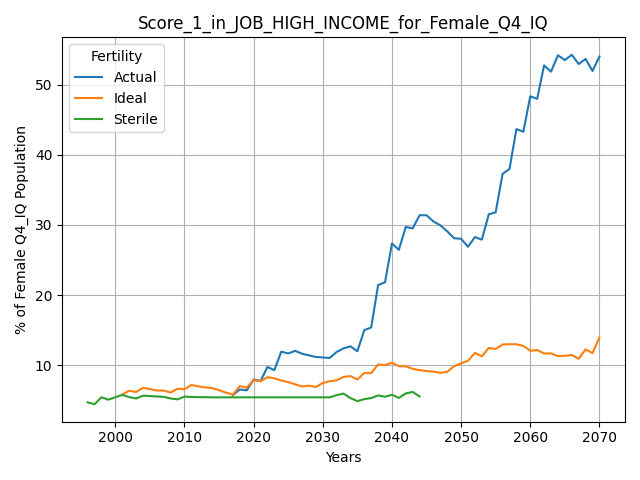 Score_1_in_JOB_HIGH_INCOME_for_Female_Q4_IQ
Fertility
Actual
Ideal
Sterile
% of Female Q4_IQ Population
50
40
30
20
10
2000 2010 2020 2030 2040 2050 2060 2070
Years